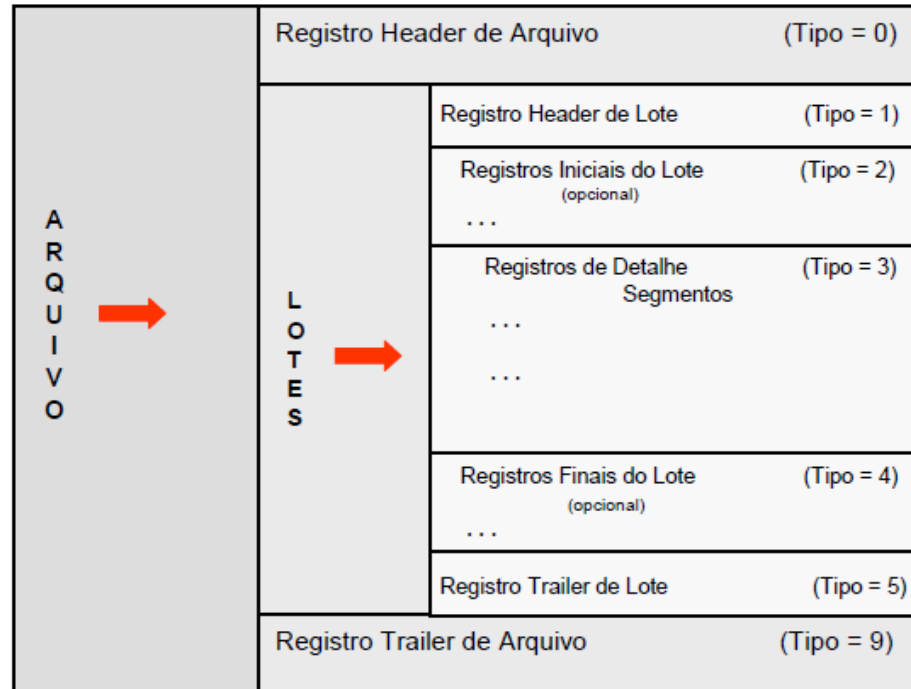 ARQUIVO
Registro Header de Arquivo (Tipo = 0)
LOTES
Registro Header de Lote (Tipo = 1)
Registros Iniciais do Lote (Tipo = 2)
(opcional)
. . .
Registros de Detalhe (Tipo = 3)
Segmentos
. . .
. . .
Registros Finais do Lote (Tipo = 4)
(opcional)
. . .
Registro Trailer de Lote (Tipo = 5)
Registro Trailer de Arquivo (Tipo = 9)